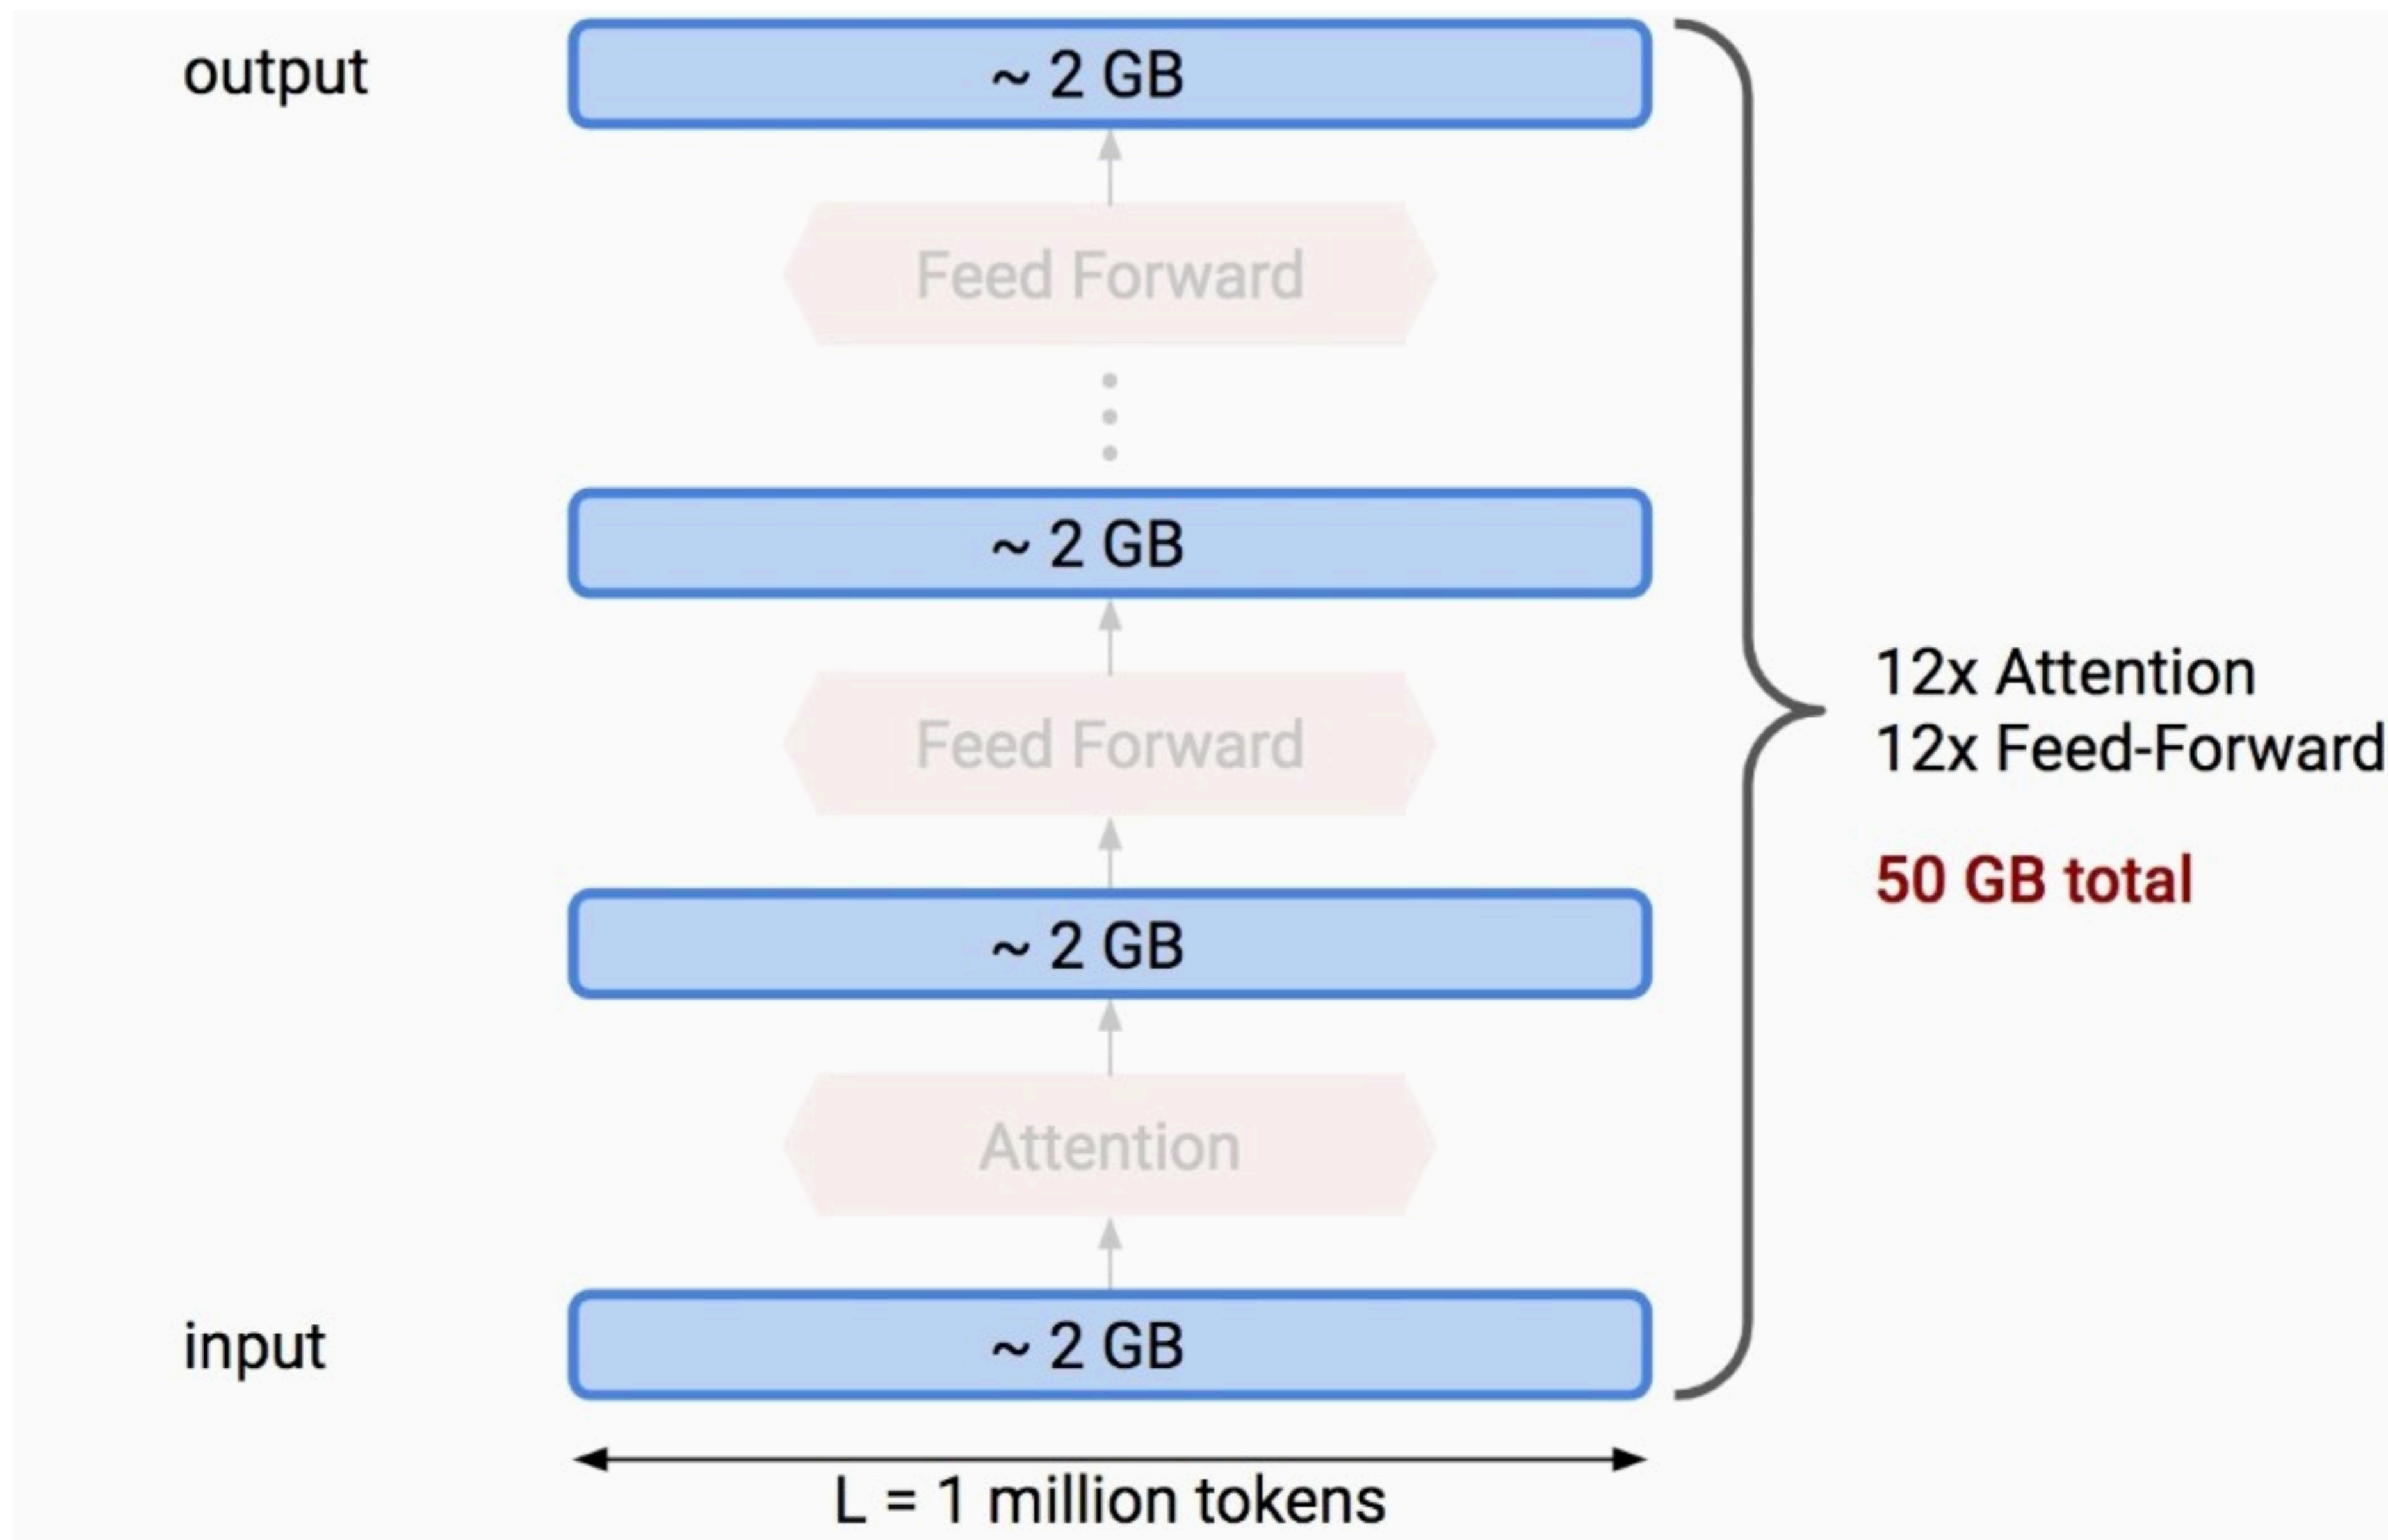 output
~ 2 GB
Feed Forward
~ 2 GB
Feed Forward
12x Attention
12x Feed-Forward
50 GB total
~ 2 GB
Attention
input
~ 2 GB
L = 1 million tokens